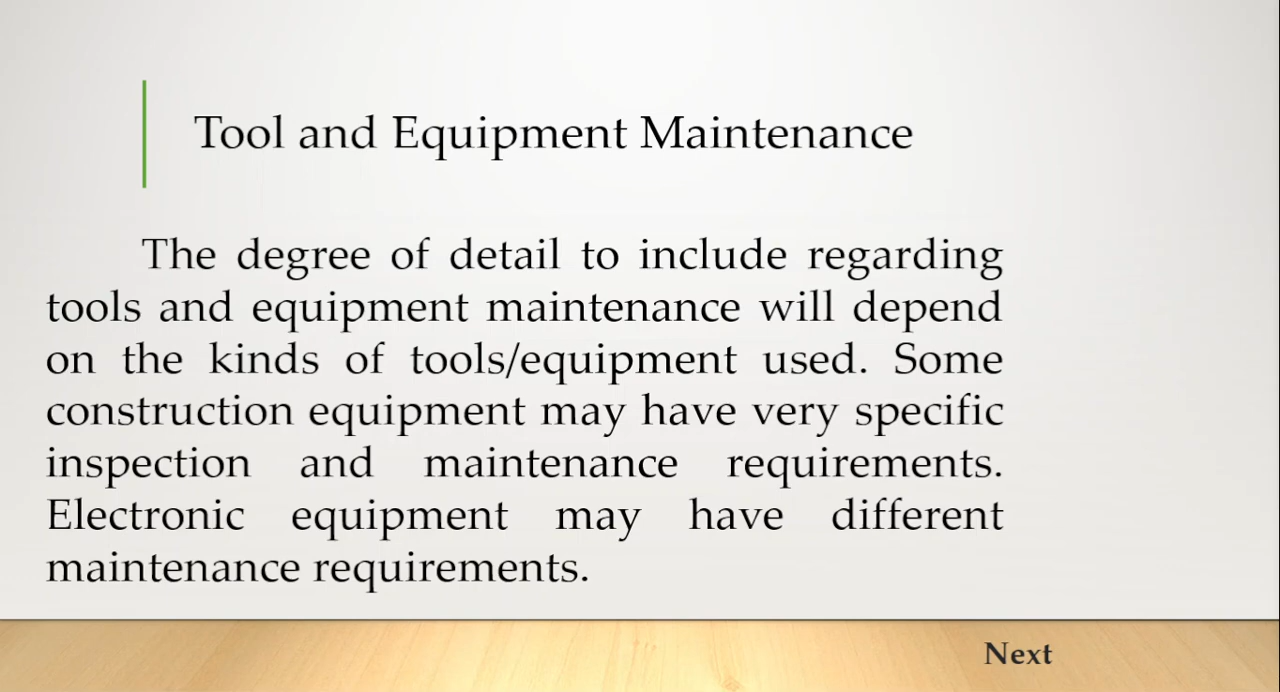 Tool and Equipment Maintenance
The degree of detail to include regarding
tools and equipment maintenance will depend
on the kinds of tools/equipment used. Some
construction equipment may have very specific
inspection and maintenance requirements.
Electronic equipment may have different
maintenance requirements.
Next